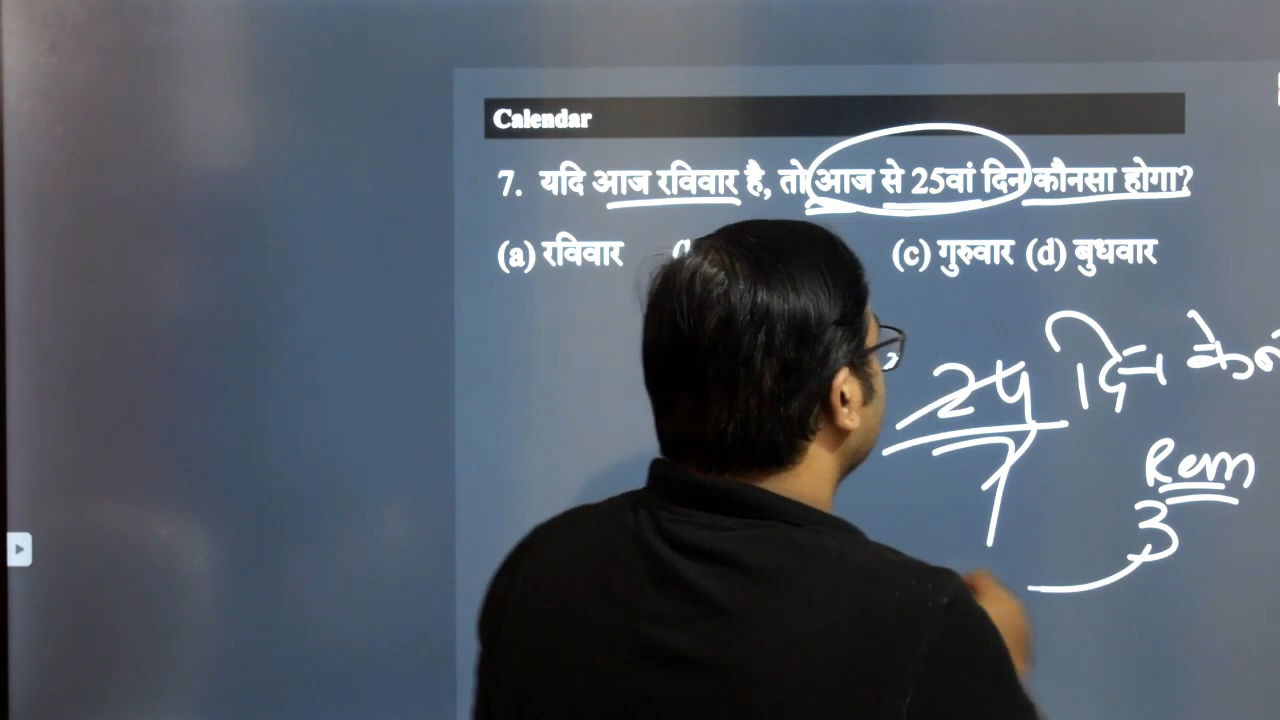 Calendar
7. यदि आज रविवार है, तो आज से 25वां दिन कौनसा होगा?
(a) रविवार (c) गुरुवार (d) बुधवार
24 दिन के
7
Rem
3